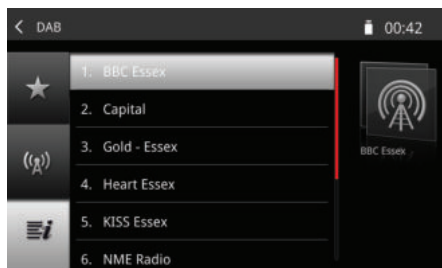 DAB
00:42
1. BBC Essex
2. Capital
3. Gold - Essex
4. Heart Essex
5. KISS Essex
6. NME Radio
BBC Essex